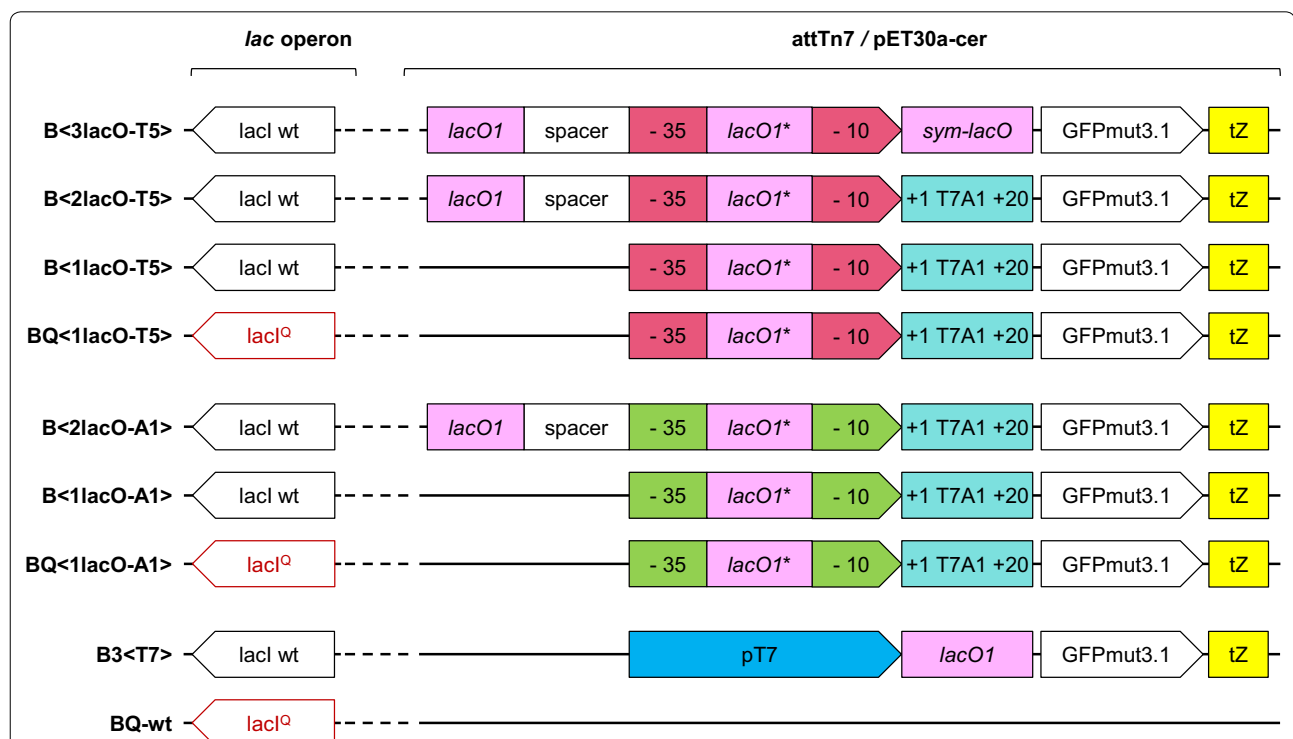 lac operon attTn7 / pET30a-cer
B<3lacO-T5> lacI wt lacO1 spacer - 35 lacO1* - 10 sym-lacO GFPmut3.1 tZ
B<2lacO-T5> lacI wt lacO1 spacer - 35 lacO1* - 10 +1 T7A1 +20 GFPmut3.1 tZ
B<1lacO-T5> lacI wt - 35 lacO1* - 10 +1 T7A1 +20 GFPmut3.1 tZ
BQ<1lacO-T5> lacI^Q - 35 lacO1* - 10 +1 T7A1 +20 GFPmut3.1 tZ
B<2lacO-A1> lacI wt lacO1 spacer - 35 lacO1* - 10 +1 T7A1 +20 GFPmut3.1 tZ
B<1lacO-A1> lacI wt - 35 lacO1* - 10 +1 T7A1 +20 GFPmut3.1 tZ
BQ<1lacO-A1> lacI^Q - 35 lacO1* - 10 +1 T7A1 +20 GFPmut3.1 tZ
B3<T7> lacI wt pT7 lacO1 GFPmut3.1 tZ
BQ-wt lacI^Q